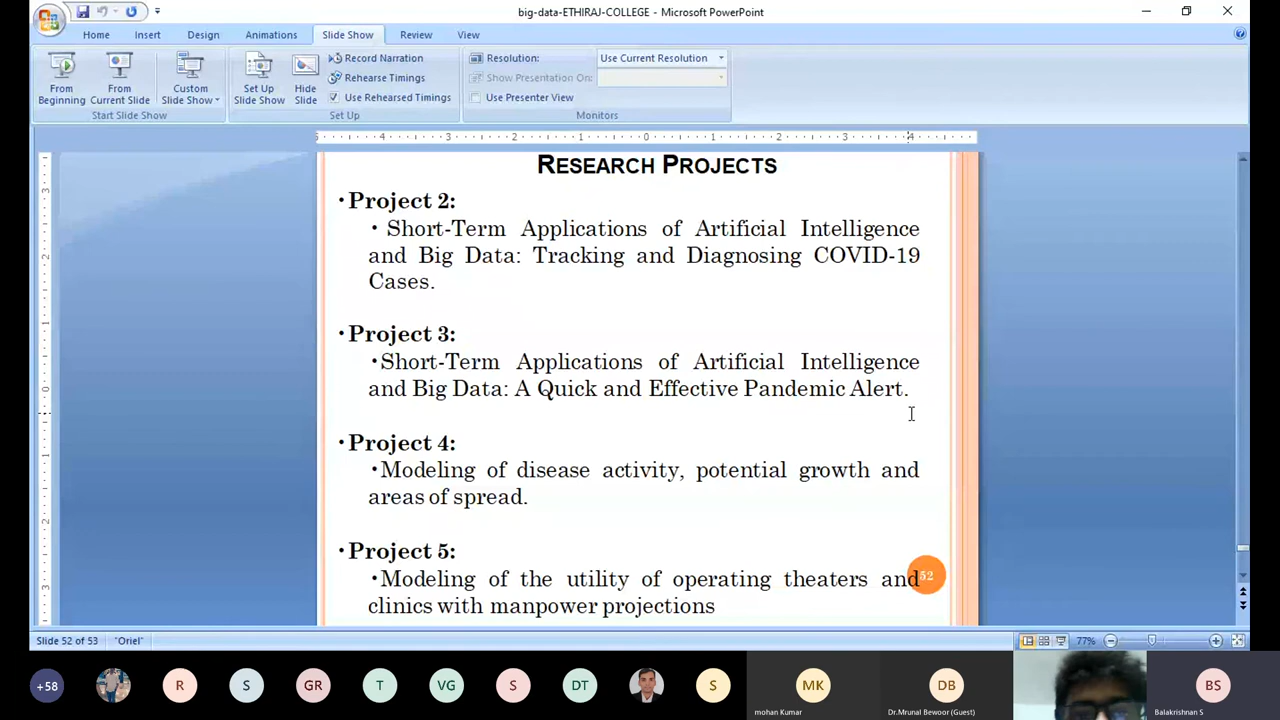 big-data-ETHIRAJ-COLLEGE - Microsoft PowerPoint
Home Insert Design Animations Slide Show Review View
From Beginning
From Current Slide
Custom Slide Show
Start Slide Show
Set Up Slide Show
Hide Slide
Record Narration
Rehearse Timings
Use Rehearsed Timings
Set Up
Resolution: Use Current Resolution
Show Presentation On:
Use Presenter View
Monitors
RESEARCH PROJECTS
•Project 2:
• Short-Term Applications of Artificial Intelligence
and Big Data: Tracking and Diagnosing COVID-19
Cases.
•Project 3:
•Short-Term Applications of Artificial Intelligence
and Big Data: A Quick and Effective Pandemic Alert.
•Project 4:
•Modeling of disease activity, potential growth and
areas of spread.
•Project 5:
•Modeling of the utility of operating theaters and
clinics with manpower projections
52
Slide 52 of 53 "Oriel" 77%
+58 R S GR T VG S DT S MK DB BS
mohan Kumar Dr.Mrunal Bewoor (Guest) Balakrishnan S